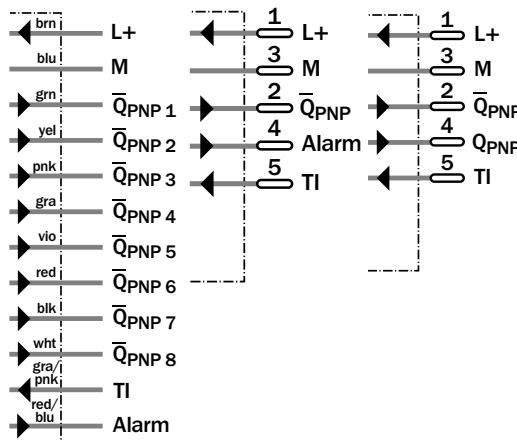 brn L+
blu M
grn Q̅PNP 1
yel Q̅PNP 2
pnk Q̅PNP 3
gra Q̅PNP 4
vio Q̅PNP 5
red Q̅PNP 6
blk Q̅PNP 7
wht Q̅PNP 8
gra/
pnk TI
red/
blu Alarm
1 L+
3 M
2 Q̅PNP
4 Alarm
5 TI
1 L+
3 M
2 Q̅PNP
4 QPNP
5 TI